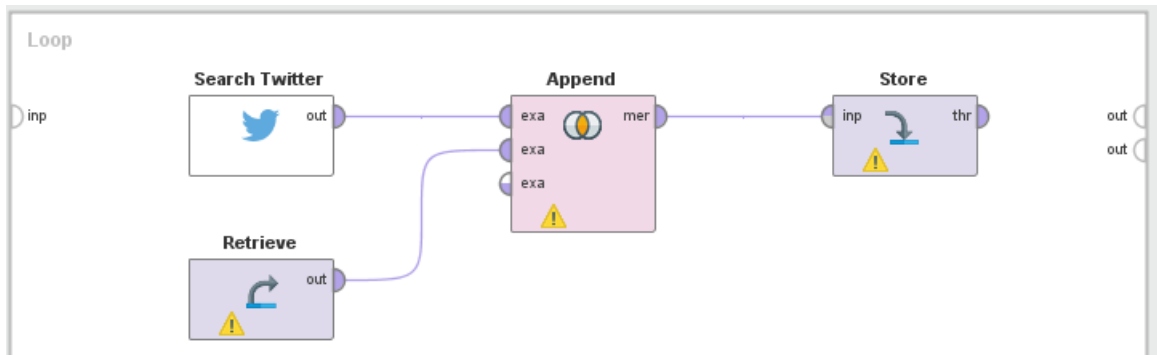 Loop
Search Twitter
Append
Store
inp
out
exa
mer
inp
thr
out
exa
out
exa
Retrieve
out